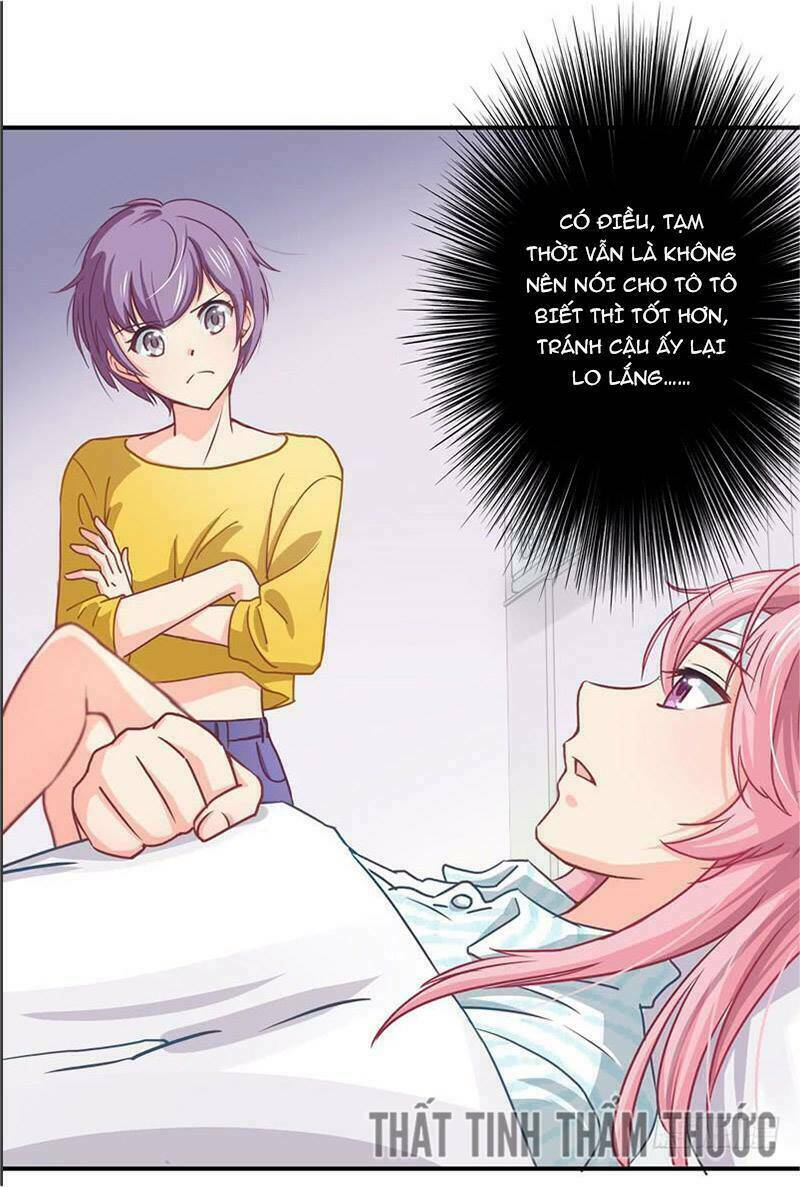 CÓ ĐIỀU, TẠM
THỜI VẪN LÀ KHÔNG
NÊN NÓI CHO TÔ TÔ
BIẾT THÌ TỐT HƠN,
TRÁNH CẬU ẤY LẠI
LO LẮNG......
THẤT TINH THẨM THƯỚC